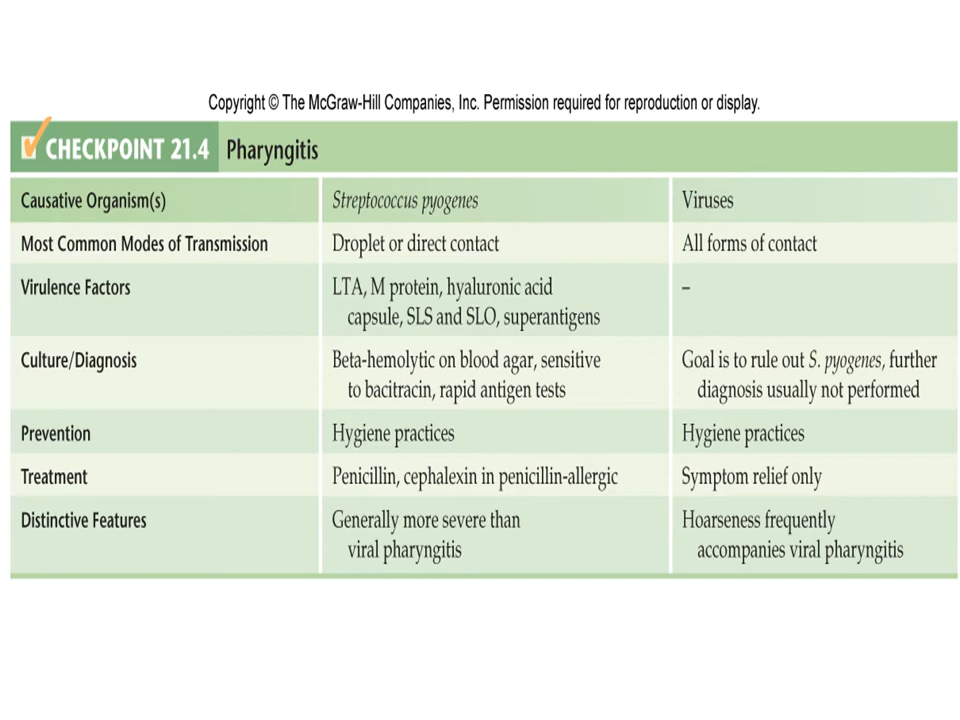 Copyright © The McGraw-Hill Companies, Inc. Permission required for reproduction or display.
CHECKPOINT 21.4 Pharyngitis
Causative Organism(s) Streptococcus pyogenes Viruses
Most Common Modes of Transmission Droplet or direct contact All forms of contact
Virulence Factors LTA, M protein, hyaluronic acid –
capsule, SLS and SLO, superantigens
Culture/Diagnosis Beta-hemolytic on blood agar, sensitive Goal is to rule out S. pyogenes, further
to bacitracin, rapid antigen tests diagnosis usually not performed
Prevention Hygiene practices Hygiene practices
Treatment Penicillin, cephalexin in penicillin-allergic Symptom relief only
Distinctive Features Generally more severe than Hoarseness frequently
viral pharyngitis accompanies viral pharyngitis